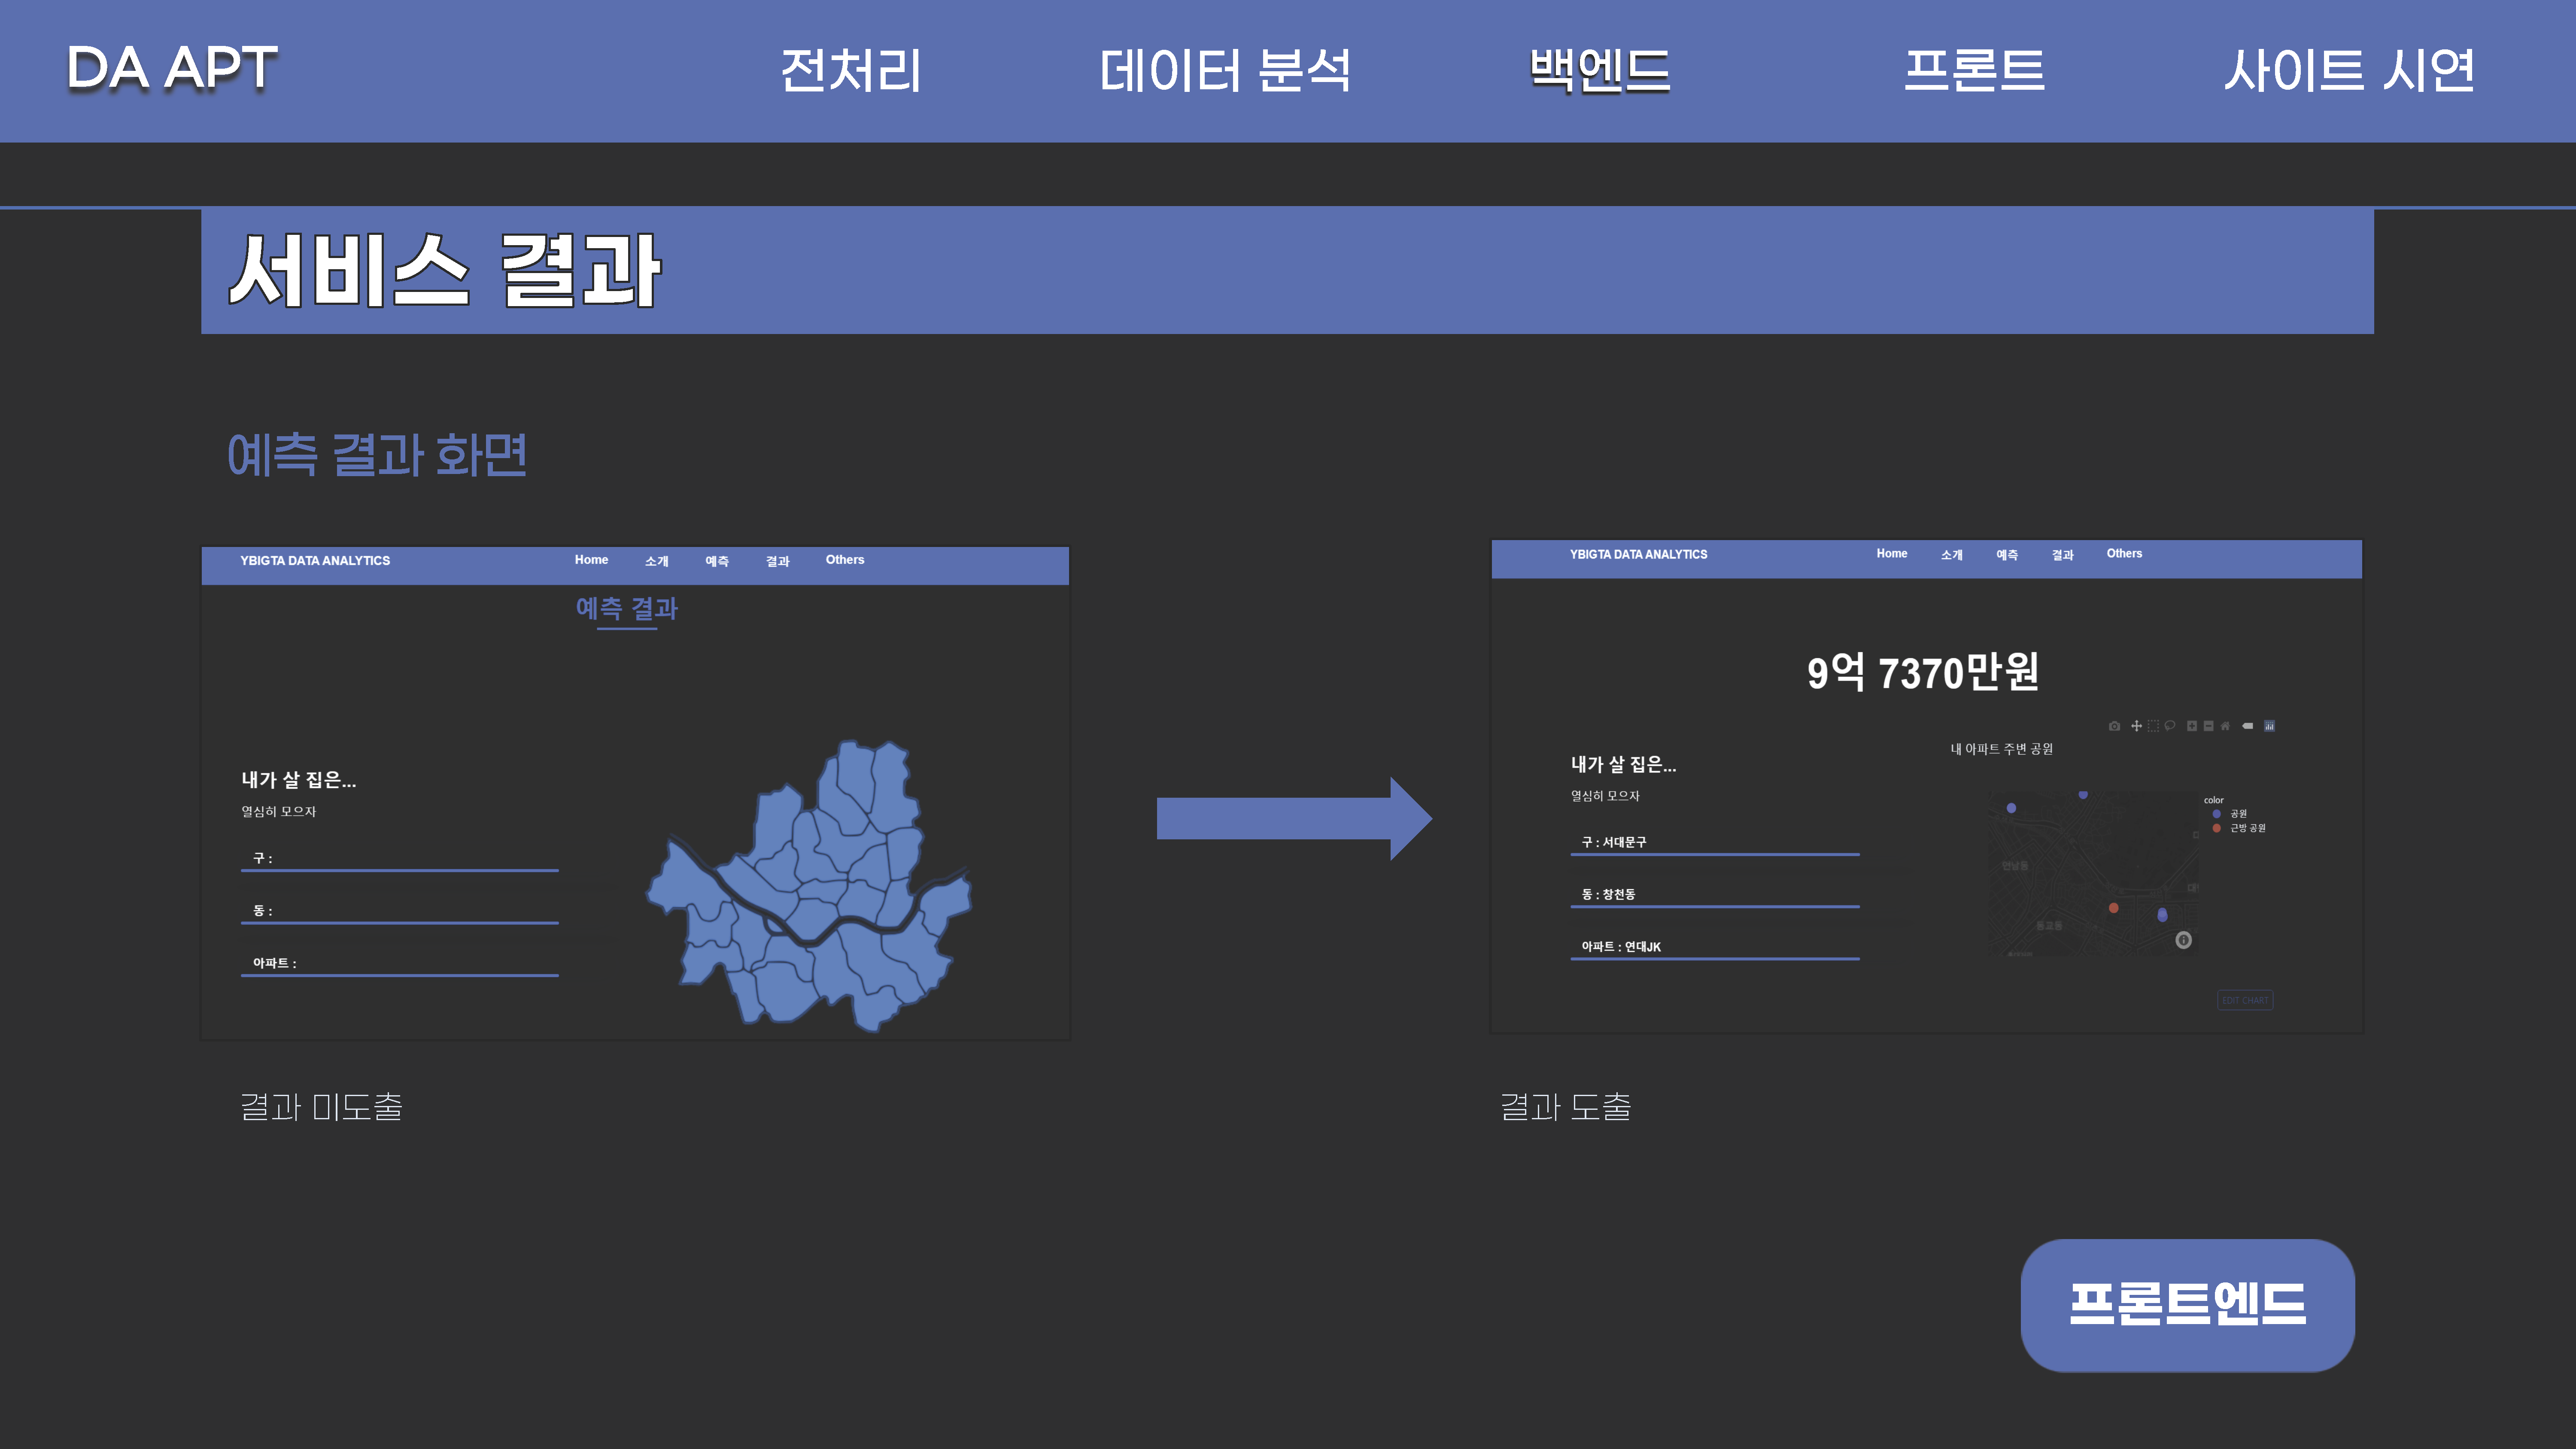 DA APT
전처리
데이터 분석
백엔드
프론트
사이트 시연
서비스 결과
예측 결과 화면
YBIGTA DATA ANALYTICS
Home
소개
예측
결과
Others
예측 결과
내가 살 집은...
열심히 모으자
구 :
동 :
아파트 :
결과 미도출
YBIGTA DATA ANALYTICS
Home
소개
예측
결과
Others
9억 7370만원
내 아파트 주변 공원
내가 살 집은...
열심히 모으자
구 : 서대문구
동 : 창천동
아파트 : 연대JK
color
공원
근방 공원
동교동
EDIT CHART
결과 도출
프론트엔드